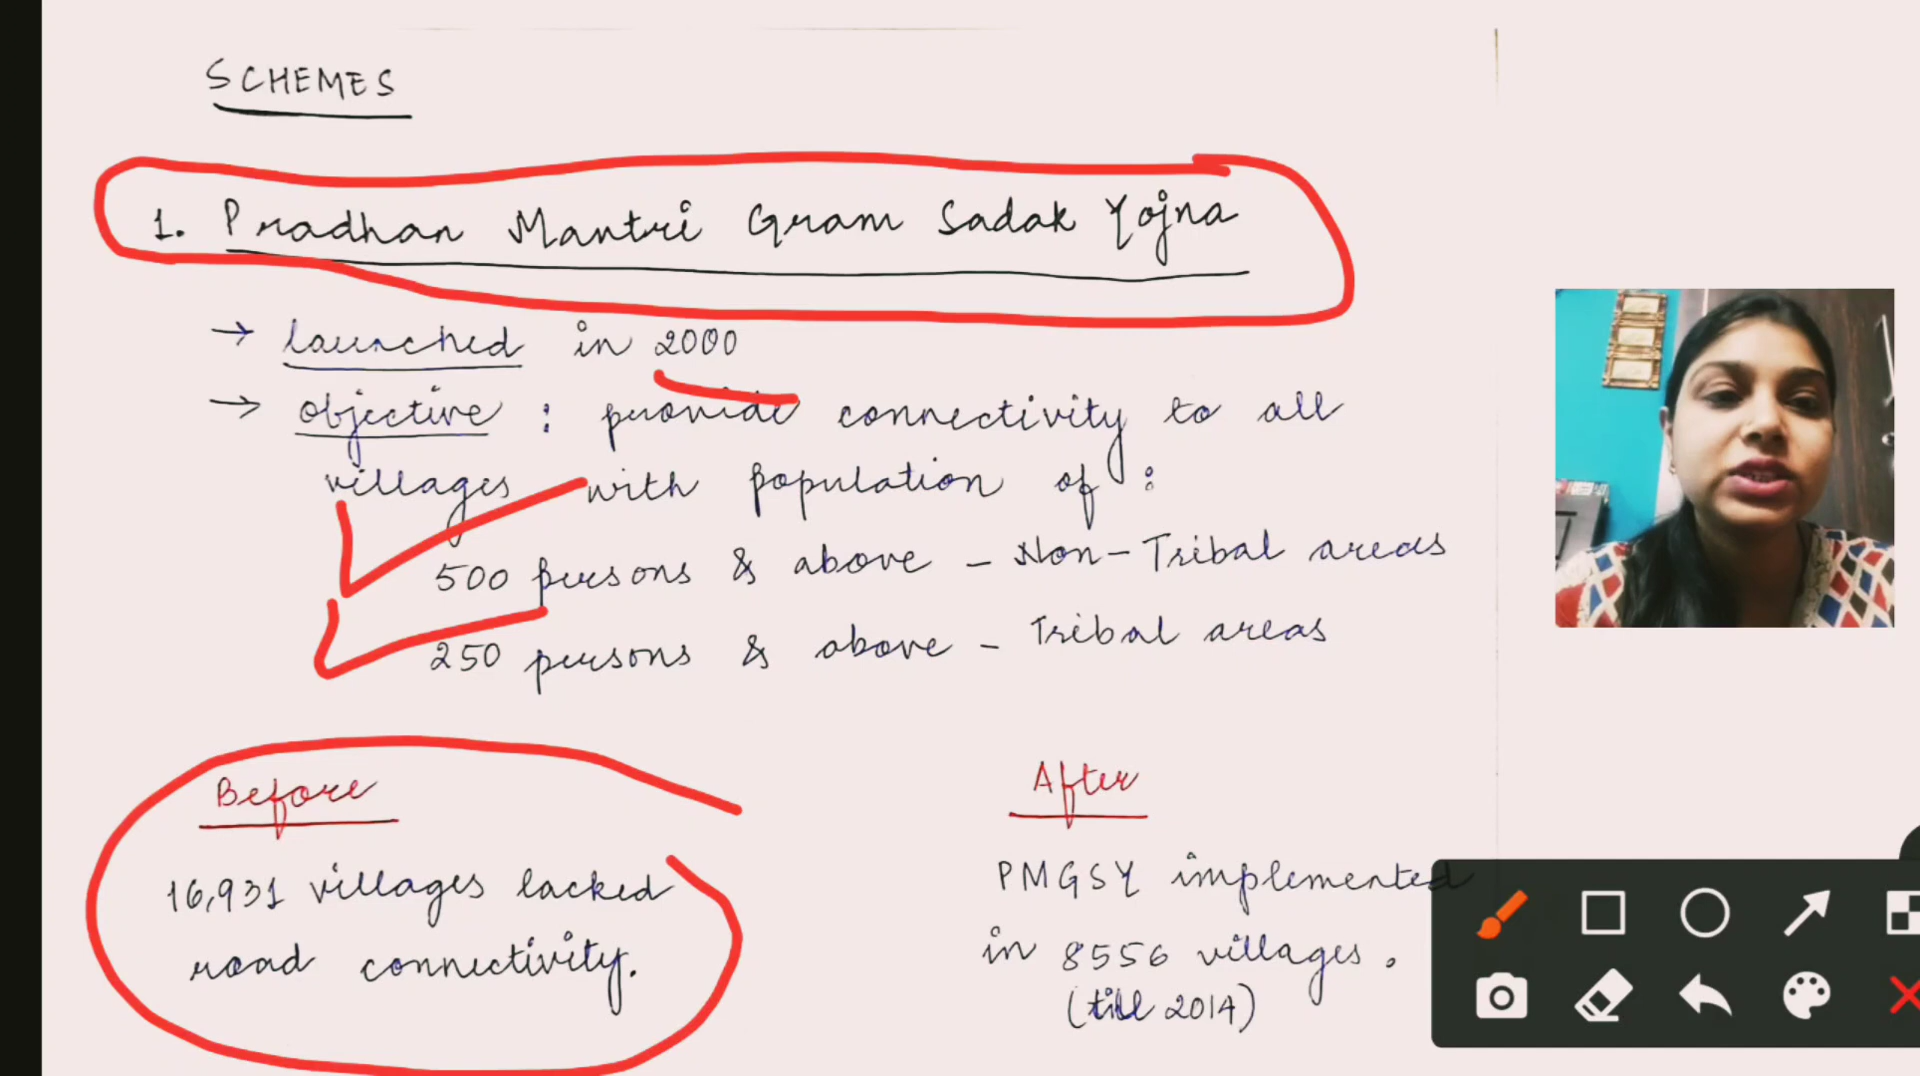 SCHEMES
1. Pradhan Mantri Gram Sadak Yojna
→ launched in 2000
→ objective : provide connectivity to all
villages with population of :
500 persons & above - Non-Tribal areas
250 persons & above - Tribal areas
Before
16,931 villages lacked
road connectivity.
After
PMGSY implemented
in 8556 villages.
(till 2014)